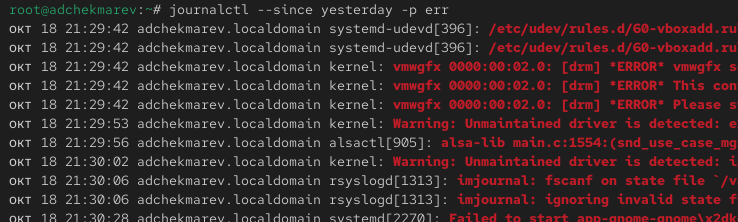 root@adchekmarev:~# journalctl --since yesterday -p err
окт 18 21:29:42 adchekmarev.localdomain systemd-udevd[396]: /etc/udev/rules.d/60-vboxadd.ru
окт 18 21:29:42 adchekmarev.localdomain systemd-udevd[396]: /etc/udev/rules.d/60-vboxadd.ru
окт 18 21:29:42 adchekmarev.localdomain kernel: vmwgfx 0000:00:02.0: [drm] *ERROR* vmwgfx s
окт 18 21:29:42 adchekmarev.localdomain kernel: vmwgfx 0000:00:02.0: [drm] *ERROR* This con
окт 18 21:29:42 adchekmarev.localdomain kernel: vmwgfx 0000:00:02.0: [drm] *ERROR* Please s
окт 18 21:29:53 adchekmarev.localdomain kernel: Warning: Unmaintained driver is detected: e
окт 18 21:29:56 adchekmarev.localdomain alsactl[905]: alsa-lib main.c:1554:(snd_use_case_mg
окт 18 21:30:02 adchekmarev.localdomain kernel: Warning: Unmaintained driver is detected: i
окт 18 21:30:06 adchekmarev.localdomain rsyslogd[1313]: imjournal: fscanf on state file `/v
окт 18 21:30:06 adchekmarev.localdomain rsyslogd[1313]: imjournal: ignoring invalid state f
окт 18 21:30:28 adchekmarev.localdomain systemd[2270]: Failed to start app-gnome-gnome\x2dk